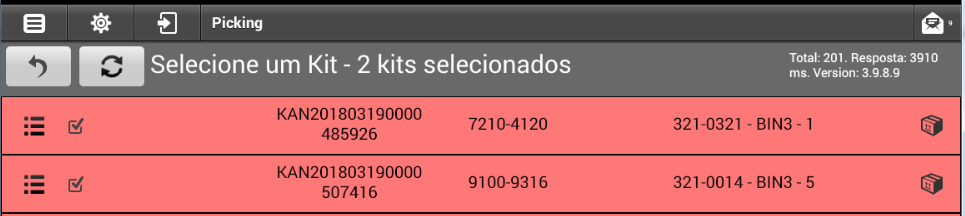 Picking
9
Selecione um Kit - 2 kits selecionados
Total: 201. Resposta: 3910
ms. Version: 3.9.8.9
KAN201803190000
485926
7210-4120
321-0321 - BIN3 - 1
KAN201803190000
507416
9100-9316
321-0014 - BIN3 - 5